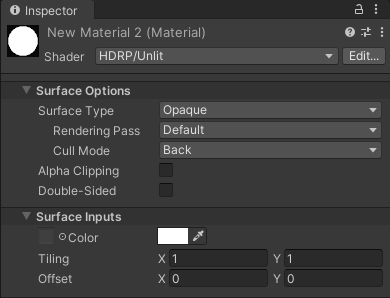 Inspector
New Material 2 (Material)
Shader HDRP/Unlit Edit...
Surface Options
Surface Type Opaque
Rendering Pass Default
Cull Mode Back
Alpha Clipping
Double-Sided
Surface Inputs
Color
Tiling X 1 Y 1
Offset X 0 Y 0